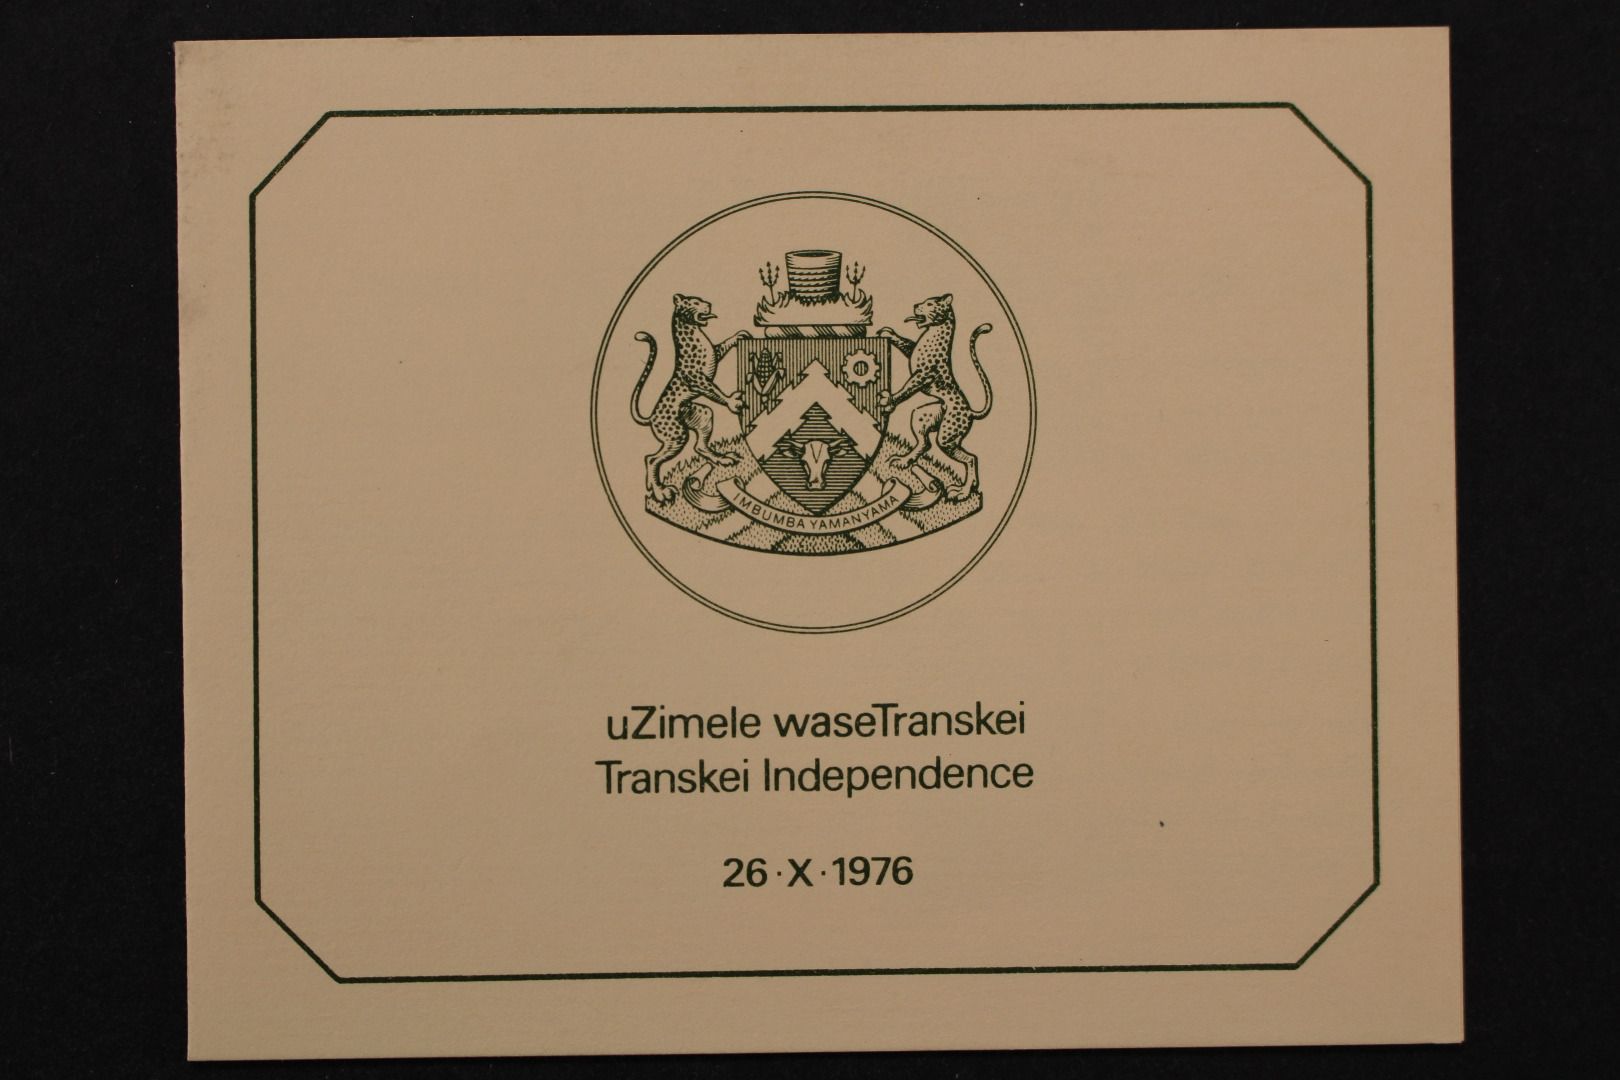 IMBUMBA YAMANYAMA
uZimele waseTranskei
Transkei Independence
26·X·1976